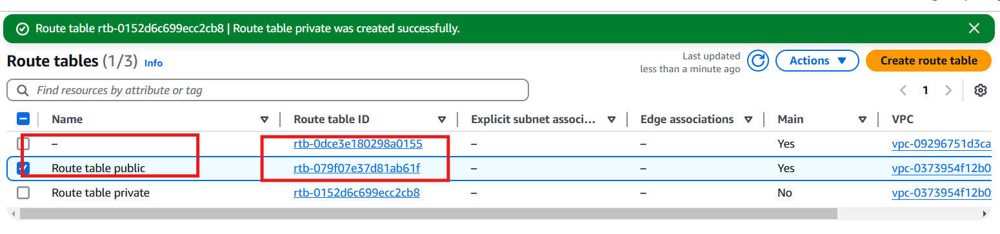 Route table rtb-0152d6c699ecc2cb8 | Route table private was created successfully.
Route tables (1/3) Info
Last updated
less than a minute ago
Actions
Create route table
Find resources by attribute or tag
1
Name Route table ID Explicit subnet associ... Edge associations Main VPC
– rtb-0dce3e180298a0155 – – Yes vpc-09296751d3ca
Route table public rtb-079f07e37d81ab61f – – Yes vpc-0373954f12b0
Route table private rtb-0152d6c699ecc2cb8 – – No vpc-0373954f12b0